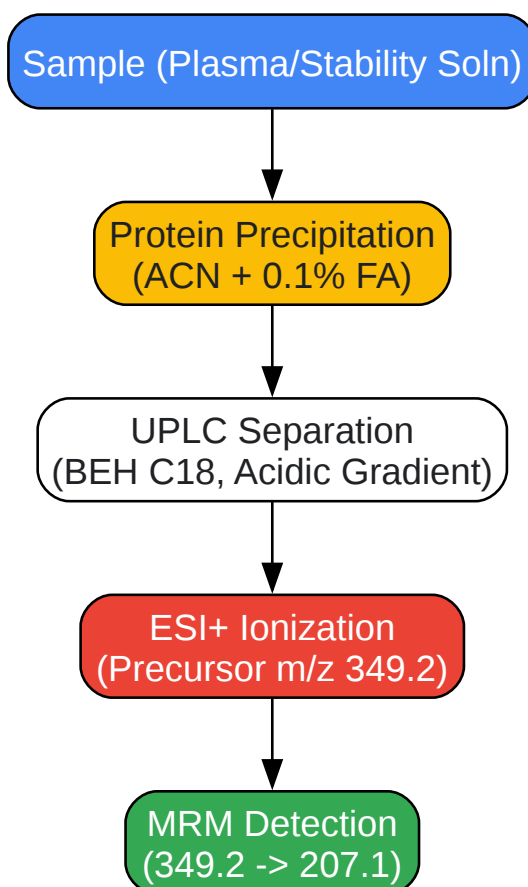 Sample (Plasma/Stability Soln)
Protein Precipitation
(ACN + 0.1% FA)
UPLC Separation
(BEH C18, Acidic Gradient)
ESI+ Ionization
(Precursor m/z 349.2)
MRM Detection
(349.2 -> 207.1)